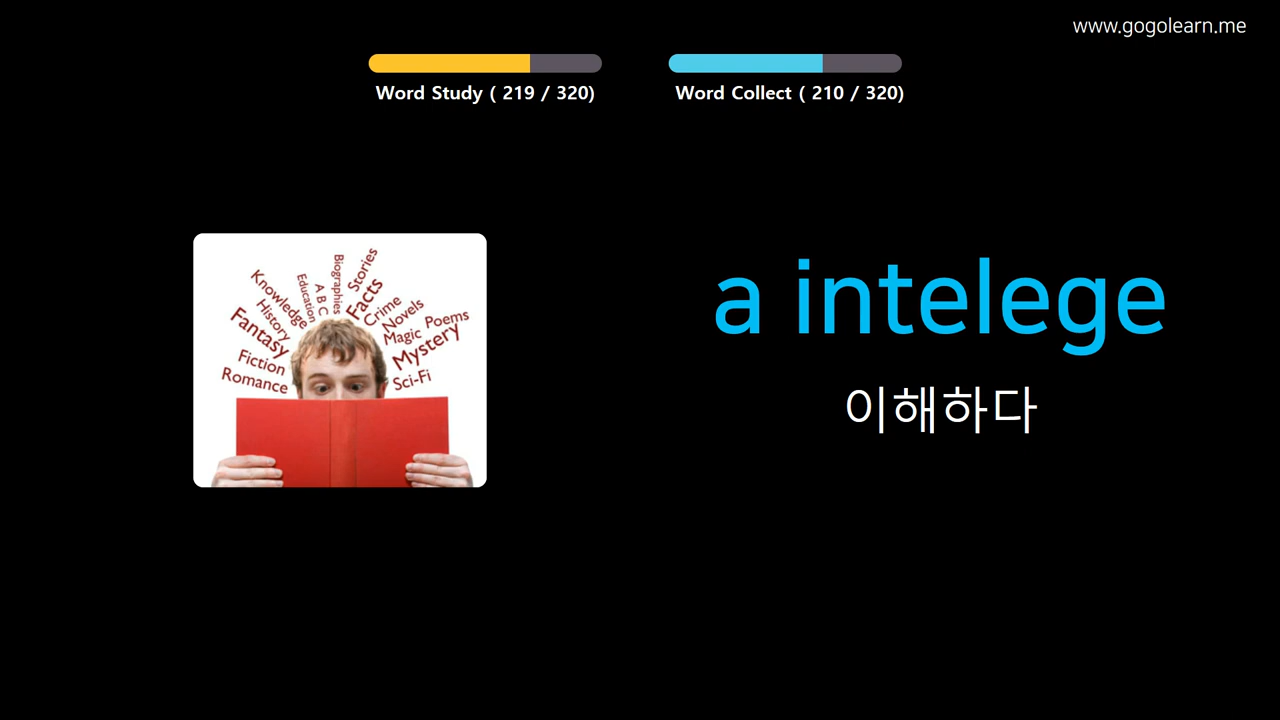 www.gogolearn.me
Word Study ( 219 / 320)
Word Collect ( 210 / 320)
Knowledge
History
Fantasy
Fiction
Romance
Education
A B C
Biographies
Stories
Facts
Crime
Novels
Magic
Poems
Mystery
Sci-Fi
a intelege
이해하다